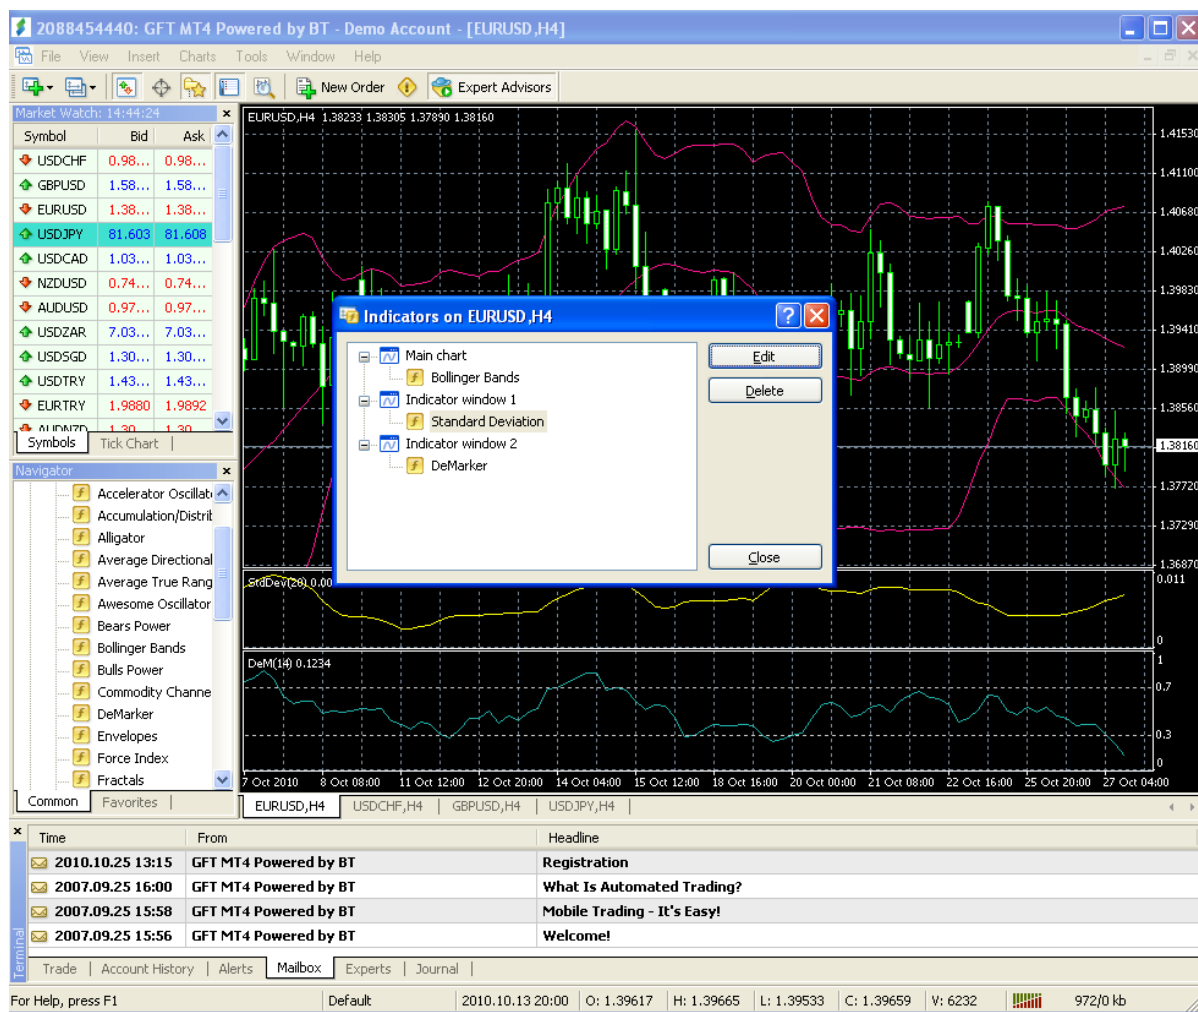 2088454440: GFT MT4 Powered by BT - Demo Account - [EURUSD,H4]
File View Insert Charts Tools Window Help
New Order Expert Advisors
Market Watch: 14:44:24
Symbol Bid Ask
USDCHF 0.98... 0.98...
GBPUSD 1.58... 1.58...
EURUSD 1.38... 1.38...
USDJPY 81.603 81.608
USDCAD 1.03... 1.03...
NZDUSD 0.74... 0.74...
AUDUSD 0.97... 0.97...
USDZAR 7.03... 7.03...
USDSGD 1.30... 1.30...
USDTRY 1.43... 1.43...
EURTRY 1.9880 1.9892
AUDNZD 1.30... 1.30...
Symbols Tick Chart
Navigator
Accelerator Oscillat
Accumulation/Distrib
Alligator
Average Directional
Average True Rang
Awesome Oscillator
Bears Power
Bollinger Bands
Bulls Power
Commodity Channe
DeMarker
Envelopes
Force Index
Fractals
Common Favorites
EURUSD,H4 1.38233 1.38305 1.37890 1.38160
1.41530
1.41100
1.40680
1.40260
1.39830
1.39410
1.38990
1.38560
1.38160
1.37720
1.37290
1.36870
Indicators on EURUSD,H4
Main chart
Bollinger Bands
Indicator window 1
Standard Deviation
Indicator window 2
DeMarker
Edit
Delete
Close
StdDev(20) 0.00
0.011
0
DeM(14) 0.1234
1
0.7
0.3
0
7 Oct 2010 8 Oct 08:00 11 Oct 12:00 12 Oct 20:00 14 Oct 04:00 15 Oct 12:00 18 Oct 16:00 20 Oct 00:00 21 Oct 08:00 22 Oct 16:00 25 Oct 20:00 27 Oct 04:00
EURUSD,H4 USDCHF,H4 GBPUSD,H4 USDJPY,H4
Time From Headline
2010.10.25 13:15 GFT MT4 Powered by BT Registration
2007.09.25 16:00 GFT MT4 Powered by BT What Is Automated Trading?
2007.09.25 15:58 GFT MT4 Powered by BT Mobile Trading - It's Easy!
2007.09.25 15:56 GFT MT4 Powered by BT Welcome!
Terminal
Trade Account History Alerts Mailbox Experts Journal
For Help, press F1 Default 2010.10.13 20:00 O: 1.39617 H: 1.39665 L: 1.39533 C: 1.39659 V: 6232 972/0 kb